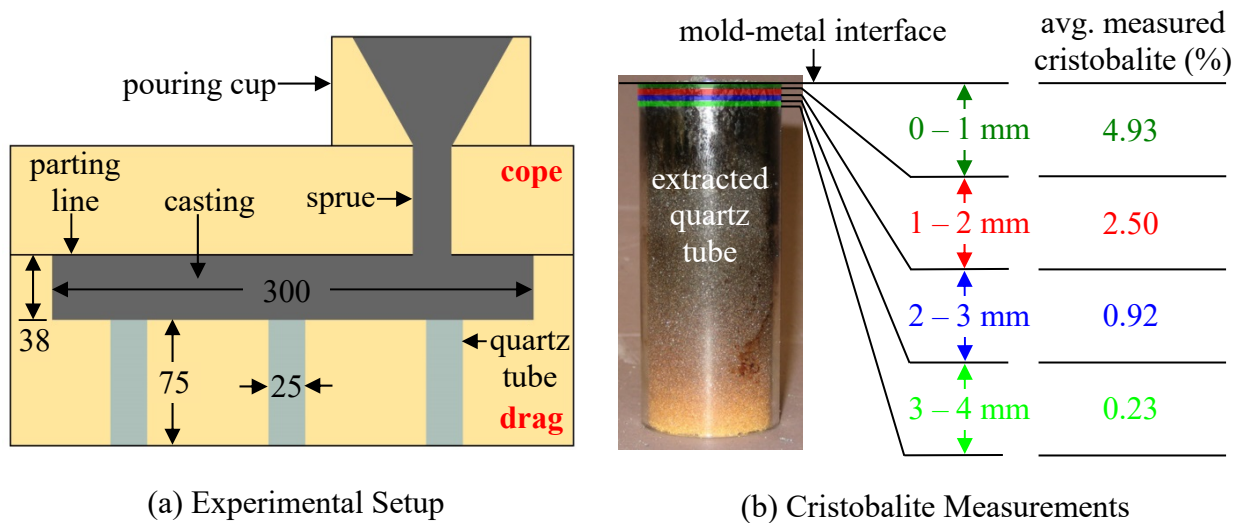 pouring cup
cope
parting
line
casting
sprue
300
38
75
25
quartz
tube
drag
(a) Experimental Setup
mold-metal interface
avg. measured
cristobalite (%)
extracted
quartz
tube
0 – 1 mm
4.93
1 – 2 mm
2.50
2 – 3 mm
0.92
3 – 4 mm
0.23
(b) Cristobalite Measurements